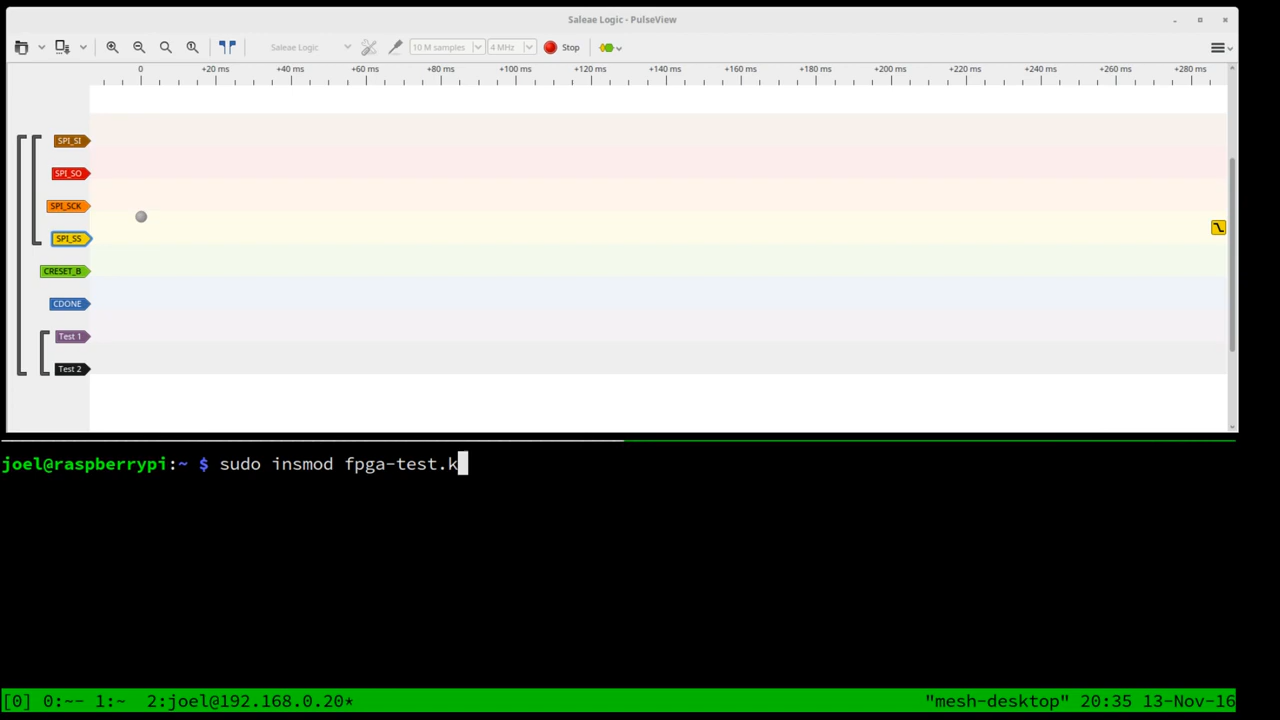 Saleae Logic - PulseView
Saleae Logic 10 M samples 4 MHz Stop
0 +20 ms +40 ms +60 ms +80 ms +100 ms +120 ms +140 ms +160 ms +180 ms +200 ms +220 ms +240 ms +260 ms +280 ms
SPI_SI
SPI_SO
SPI_SCK
SPI_SS
CRESET_B
CDONE
Test 1
Test 2
joel@raspberrypi:~ $ sudo insmod fpga-test.k
[0] 0:-- 1:~  2:joel@192.168.0.20* "mesh-desktop" 20:35 13-Nov-16